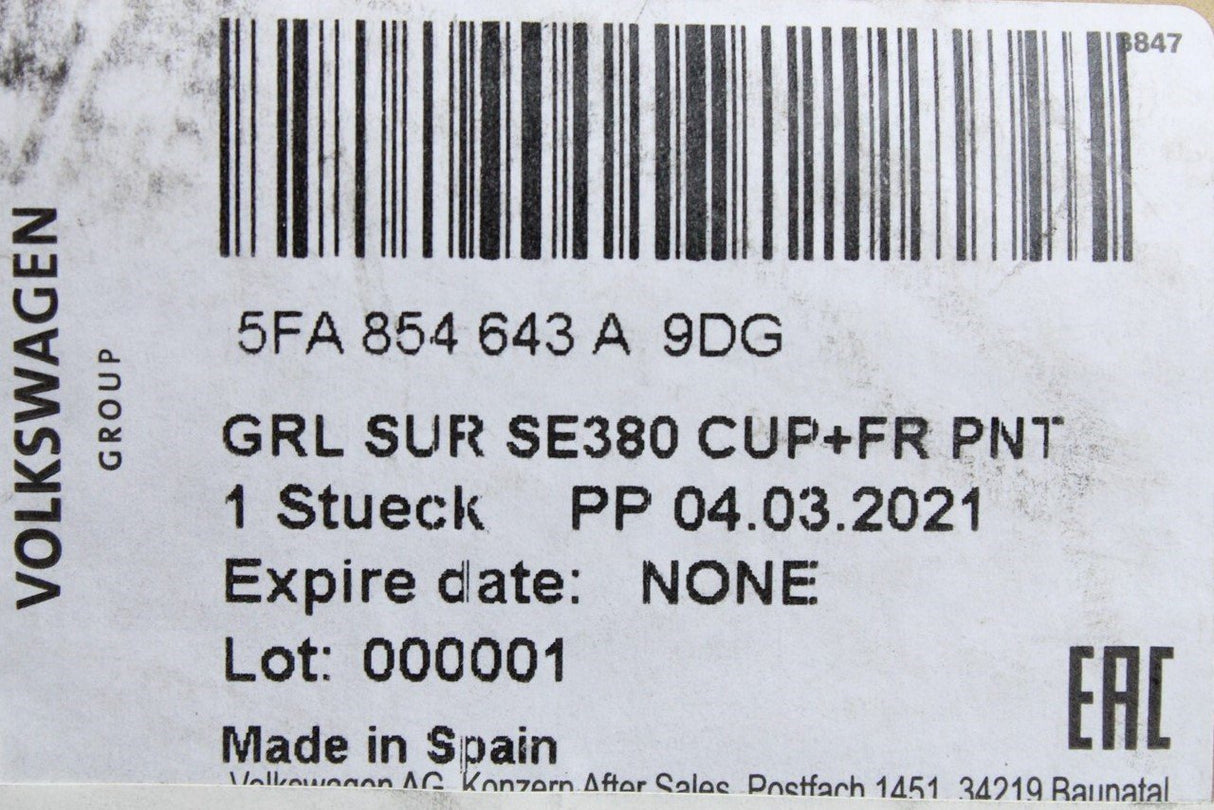 3847
VOLKSWAGEN
GROUP
5FA 854 643 A 9DG
GRL SUR SE380 CUP+FR PNT
1 Stueck PP 04.03.2021
Expire date: NONE
Lot: 000001
EAC
Made in Spain
Volkswagen AG, Konzern After Sales, Postfach 1451, 34219 Baunatal